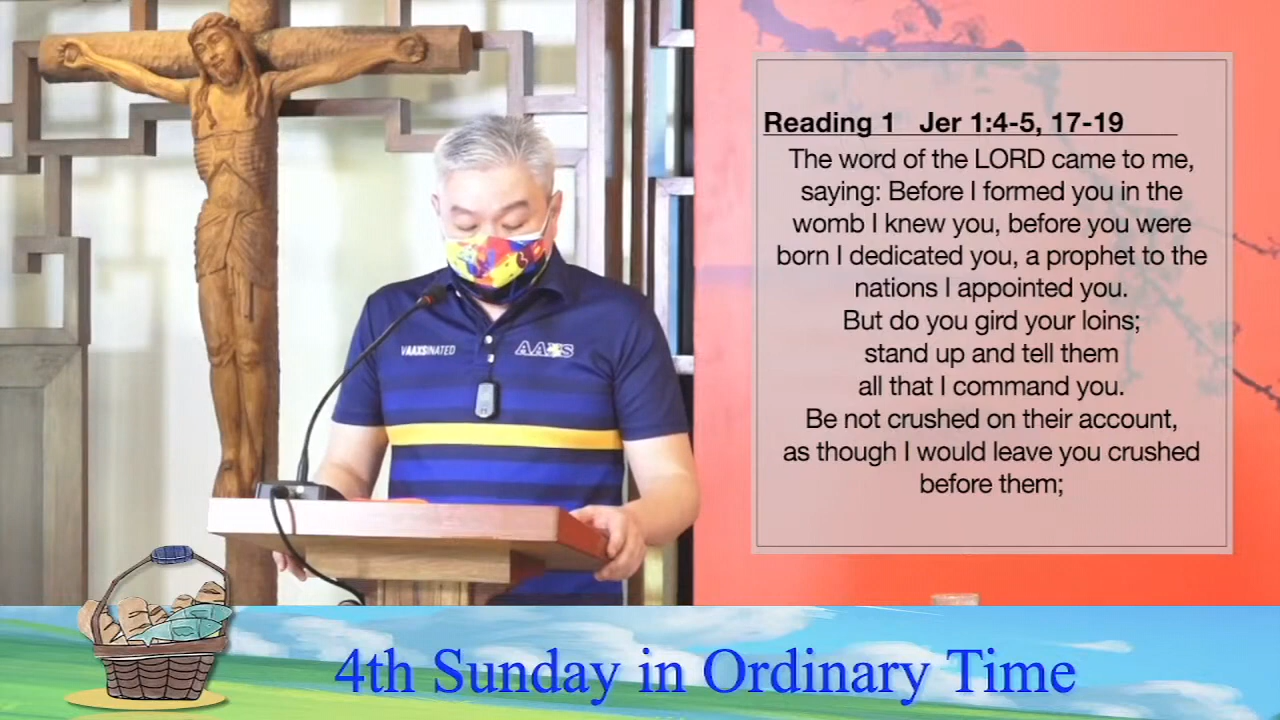 Reading 1 Jer 1:4-5, 17-19
The word of the LORD came to me,
saying: Before I formed you in the
womb I knew you, before you were
born I dedicated you, a prophet to the
nations I appointed you.
But do you gird your loins;
stand up and tell them
all that I command you.
Be not crushed on their account,
as though I would leave you crushed
before them;
VAAXSINATED
AAXS
4th Sunday in Ordinary Time